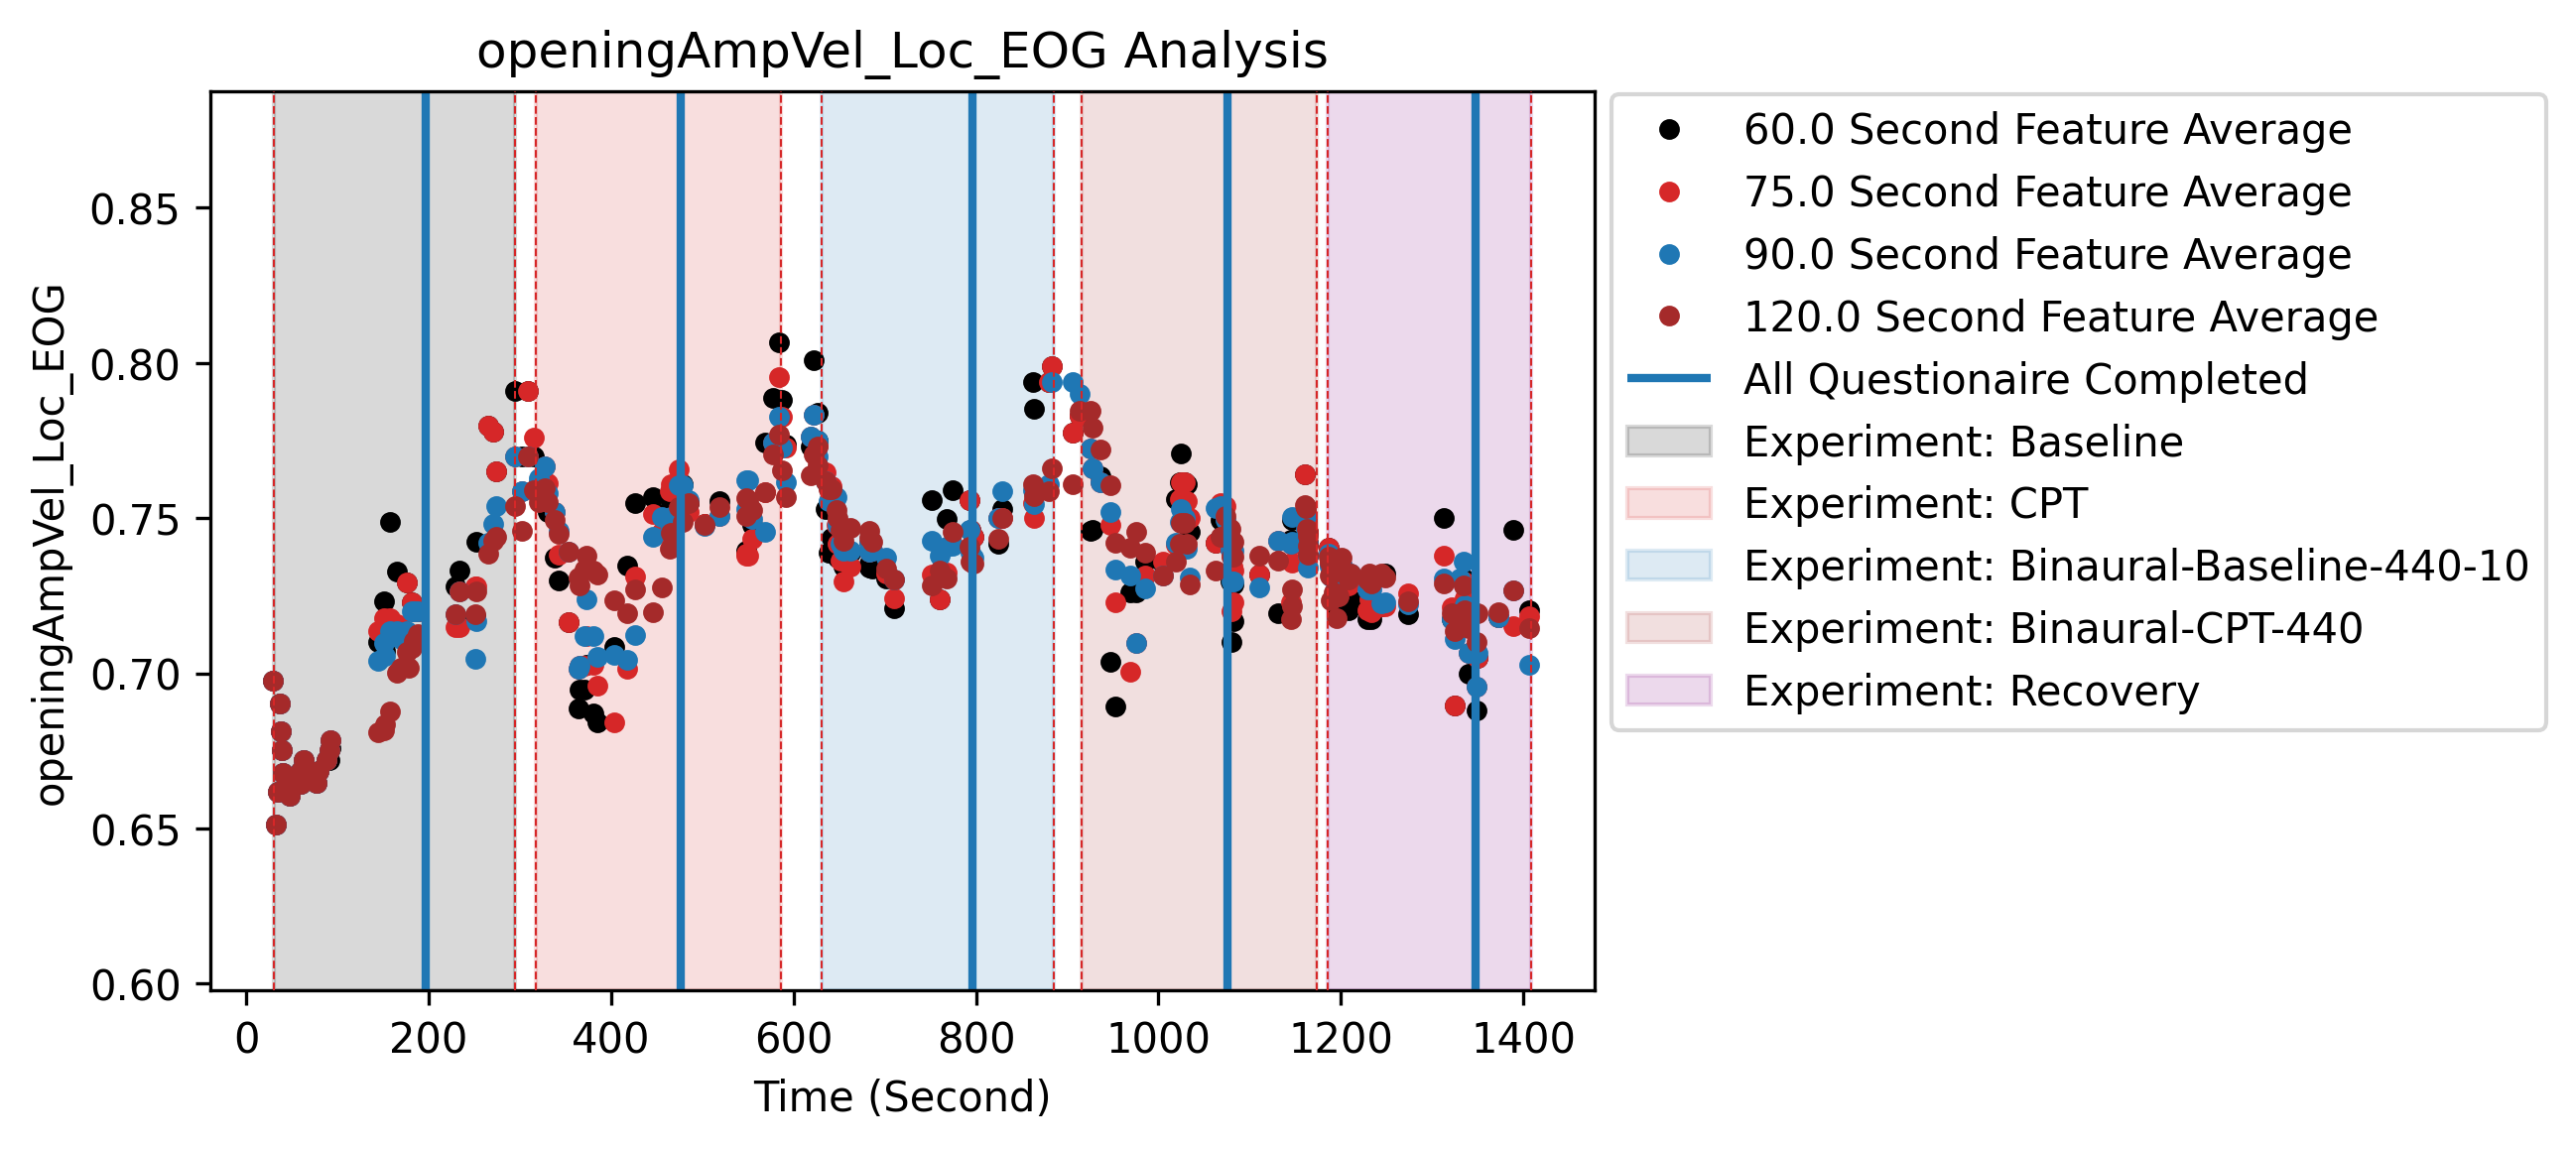 openingAmpVel_Loc_EOG Analysis
openingAmpVel_Loc_EOG
0.85
0.80
0.75
0.70
0.65
0.60
0 200 400 600 800 1000 1200 1400
Time (Second)
60.0 Second Feature Average
75.0 Second Feature Average
90.0 Second Feature Average
120.0 Second Feature Average
All Questionaire Completed
Experiment: Baseline
Experiment: CPT
Experiment: Binaural-Baseline-440-10
Experiment: Binaural-CPT-440
Experiment: Recovery